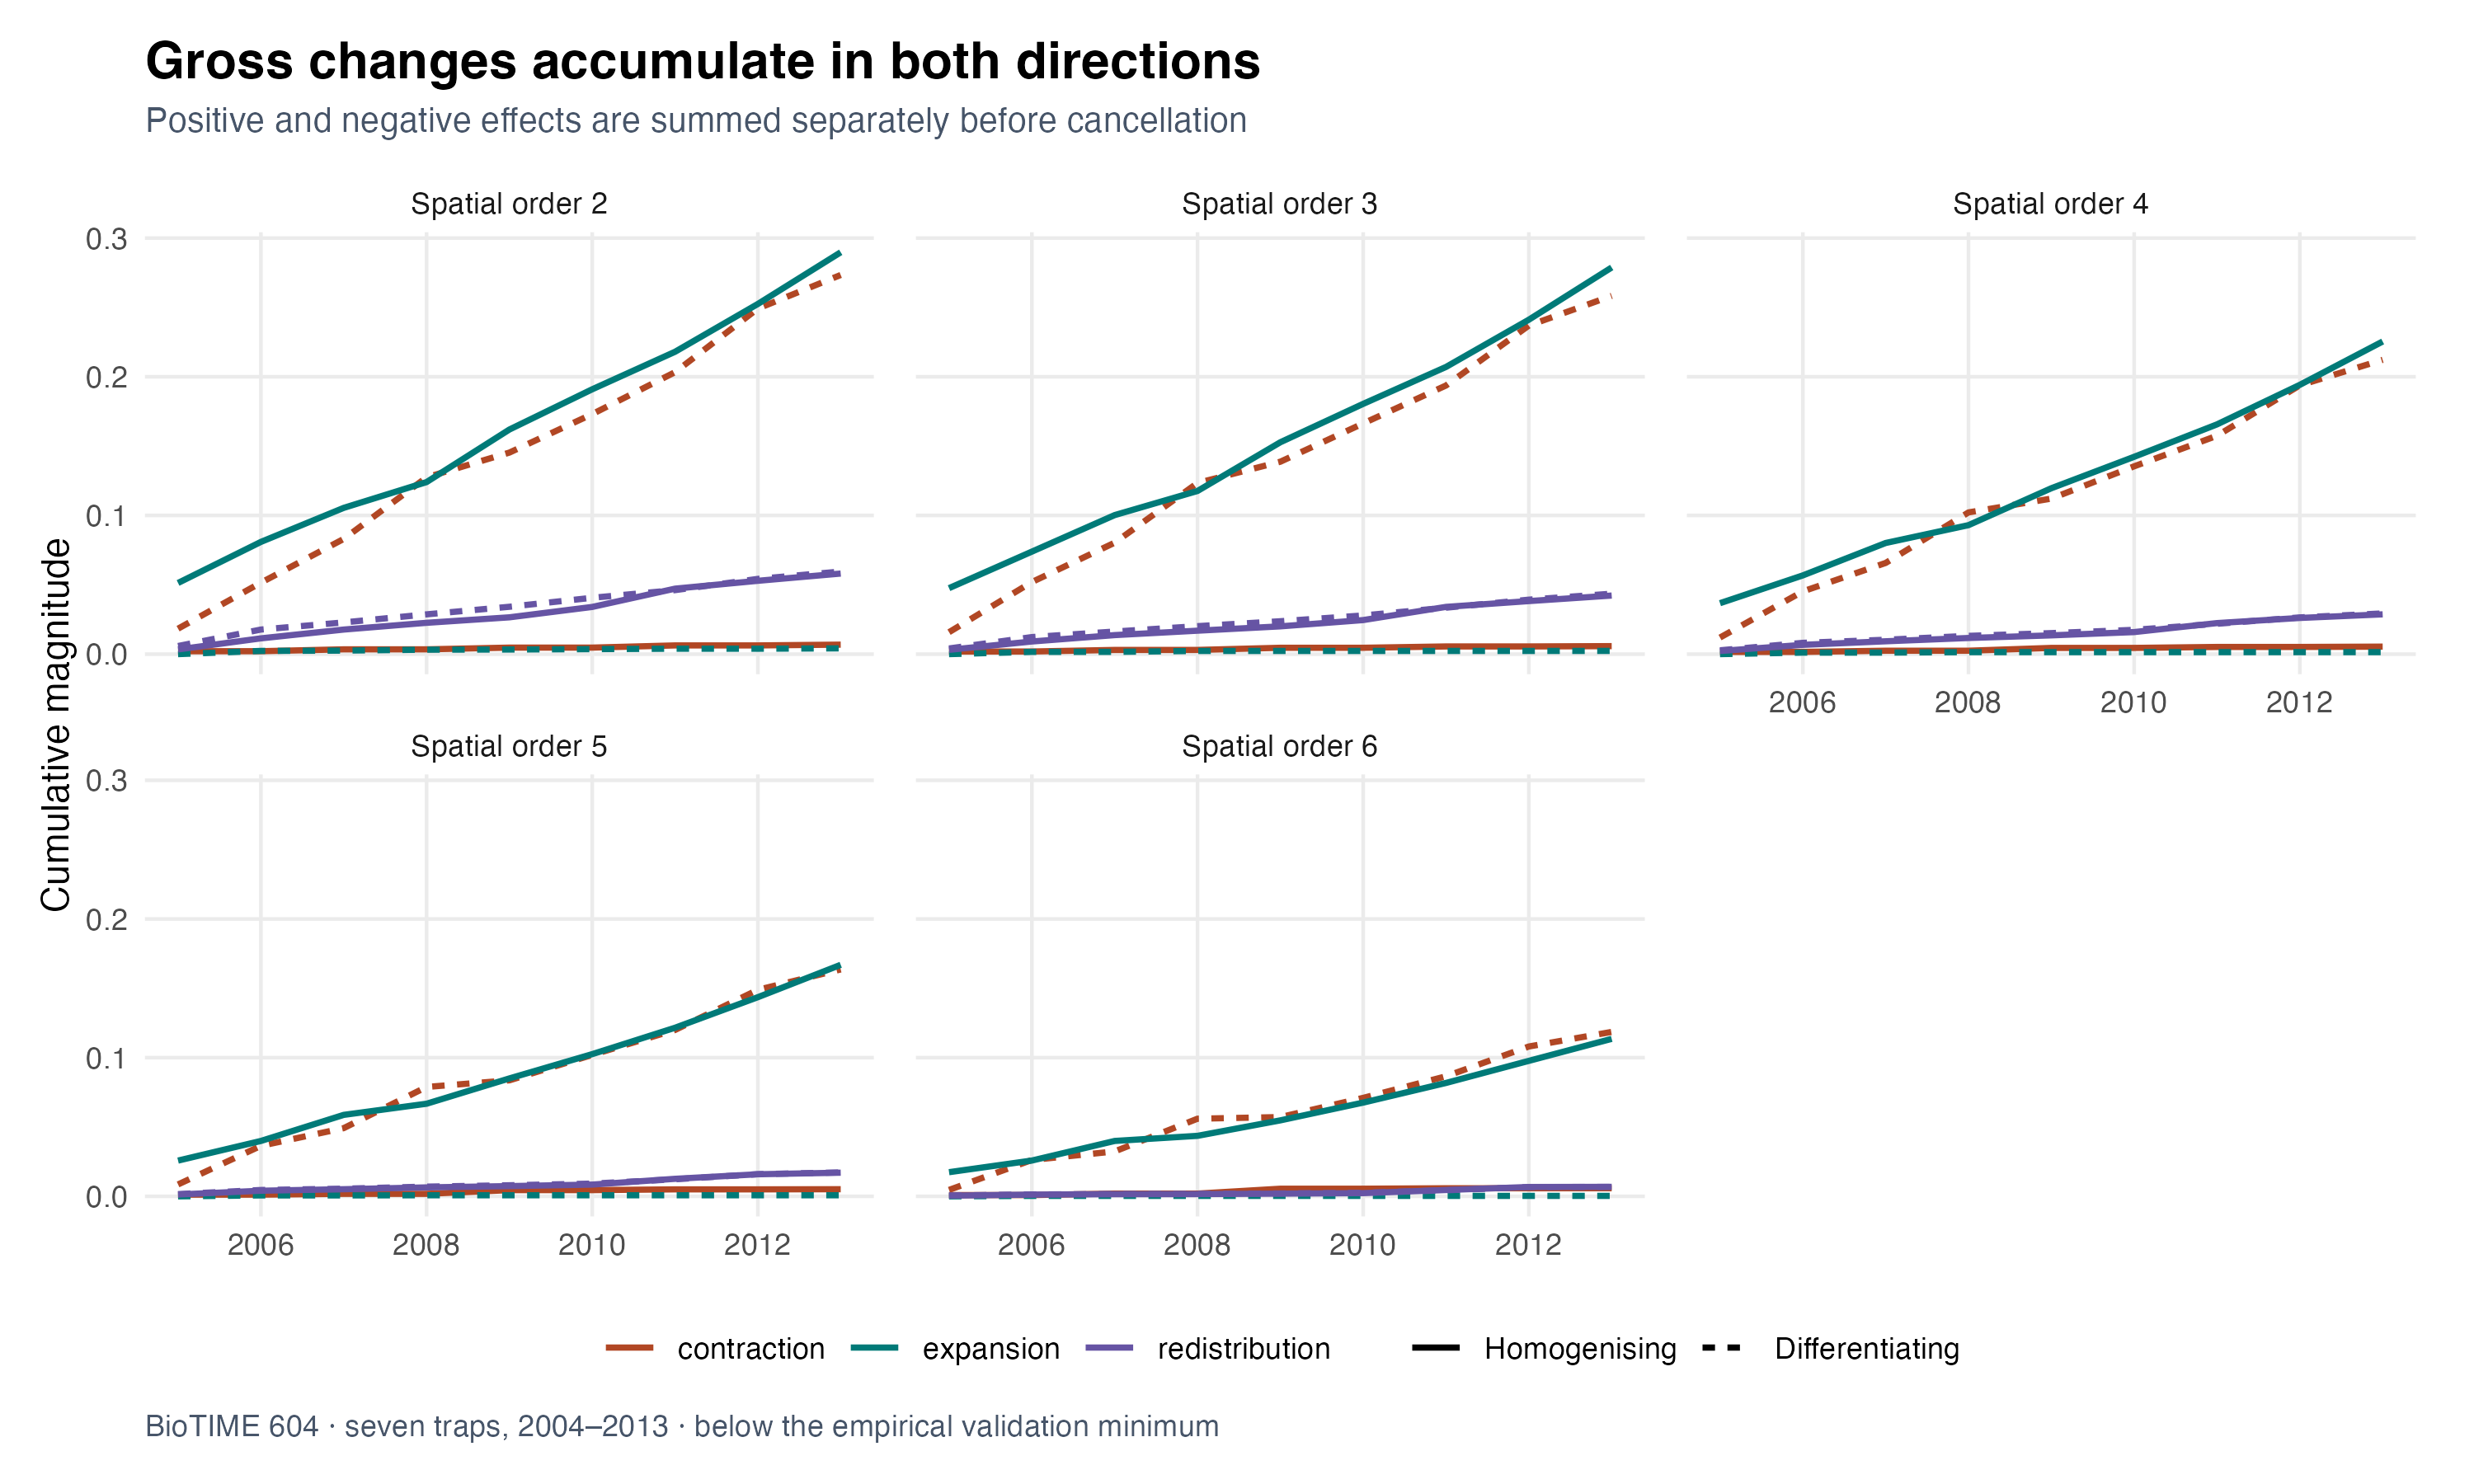 Gross changes accumulate in both directions
Positive and negative effects are summed separately before cancellation
Spatial order 2
Spatial order 3
Spatial order 4
0.3
0.2
0.1
0.0
2006 2008 2010 2012
Cumulative magnitude
Spatial order 5
Spatial order 6
0.3
0.2
0.1
0.0
2006 2008 2010 2012
2006 2008 2010 2012
contraction expansion redistribution Homogenising Differentiating
BioTIME 604 · seven traps, 2004–2013 · below the empirical validation minimum